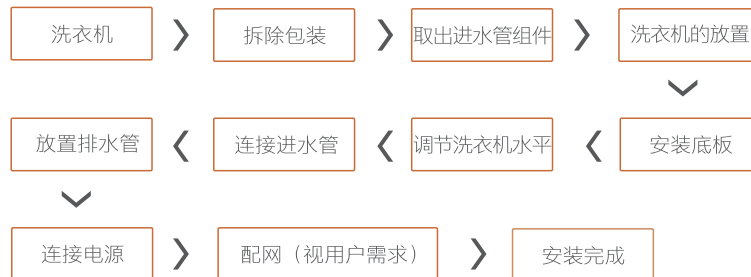 洗衣机
拆除包装
取出进水管组件
洗衣机的放置
安装底板
调节洗衣机水平
连接进水管
放置排水管
连接电源
配网（视用户需求）
安装完成